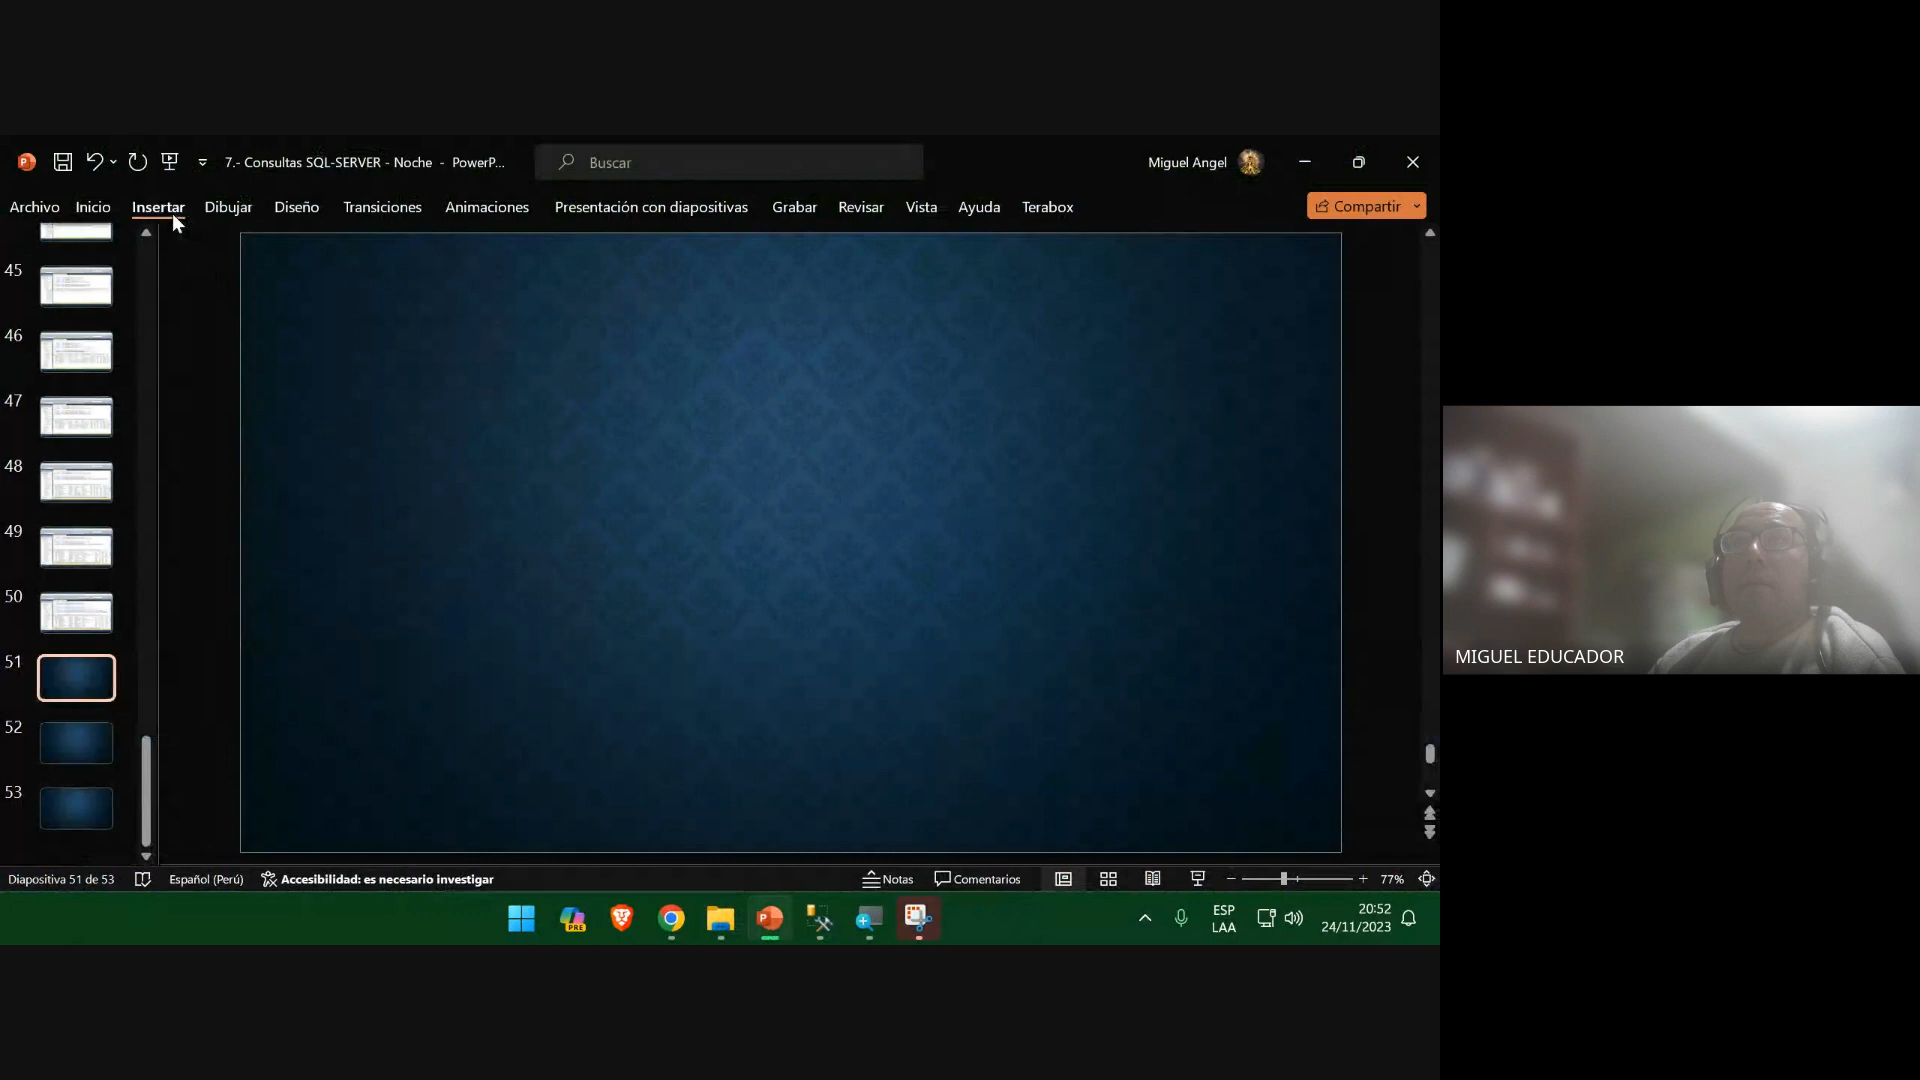 7.- Consultas SQL-SERVER - Noche - PowerP...
Buscar
Miguel Angel
Archivo Inicio Insertar Dibujar Diseño Transiciones Animaciones Presentación con diapositivas Grabar Revisar Vista Ayuda Terabox
Compartir
45
46
47
48
49
50
51
52
53
MIGUEL EDUCADOR
Diapositiva 51 de 53
Español (Perú)
Accesibilidad: es necesario investigar
Notas
Comentarios
77%
PRE
ESP
LAA
20:52
24/11/2023